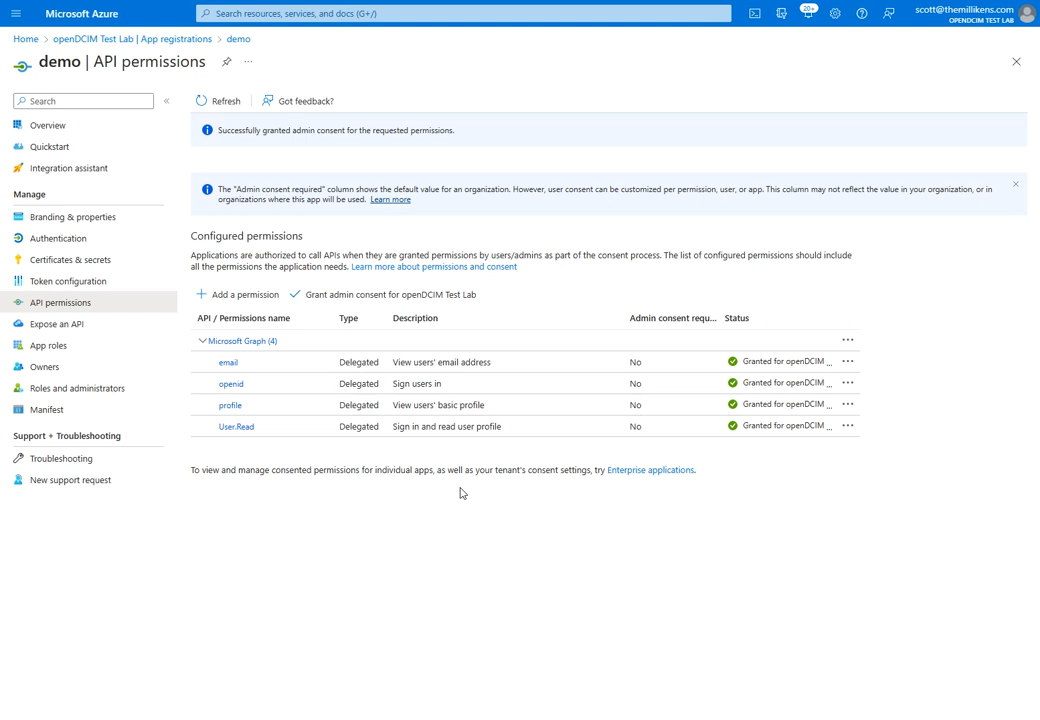 Microsoft Azure
Search resources, services, and docs (G+/)
20+
scott@themillikens.com
OPENDCIM TEST LAB
Home > openDCIM Test Lab | App registrations > demo
demo | API permissions
Search
Overview
Quickstart
Integration assistant
Manage
Branding & properties
Authentication
Certificates & secrets
Token configuration
API permissions
Expose an API
App roles
Owners
Roles and administrators
Manifest
Support + Troubleshooting
Troubleshooting
New support request
Refresh
Got feedback?
Successfully granted admin consent for the requested permissions.
The "Admin consent required" column shows the default value for an organization. However, user consent can be customized per permission, user, or app. This column may not reflect the value in your organization, or in
organizations where this app will be used. Learn more
Configured permissions
Applications are authorized to call APIs when they are granted permissions by users/admins as part of the consent process. The list of configured permissions should include
all the permissions the application needs. Learn more about permissions and consent
Add a permission Grant admin consent for openDCIM Test Lab
API / Permissions name Type Description Admin consent requ... Status
Microsoft Graph (4)
email Delegated View users' email address No Granted for openDCIM ...
openid Delegated Sign users in No Granted for openDCIM ...
profile Delegated View users' basic profile No Granted for openDCIM ...
User.Read Delegated Sign in and read user profile No Granted for openDCIM ...
To view and manage consented permissions for individual apps, as well as your tenant's consent settings, try Enterprise applications.